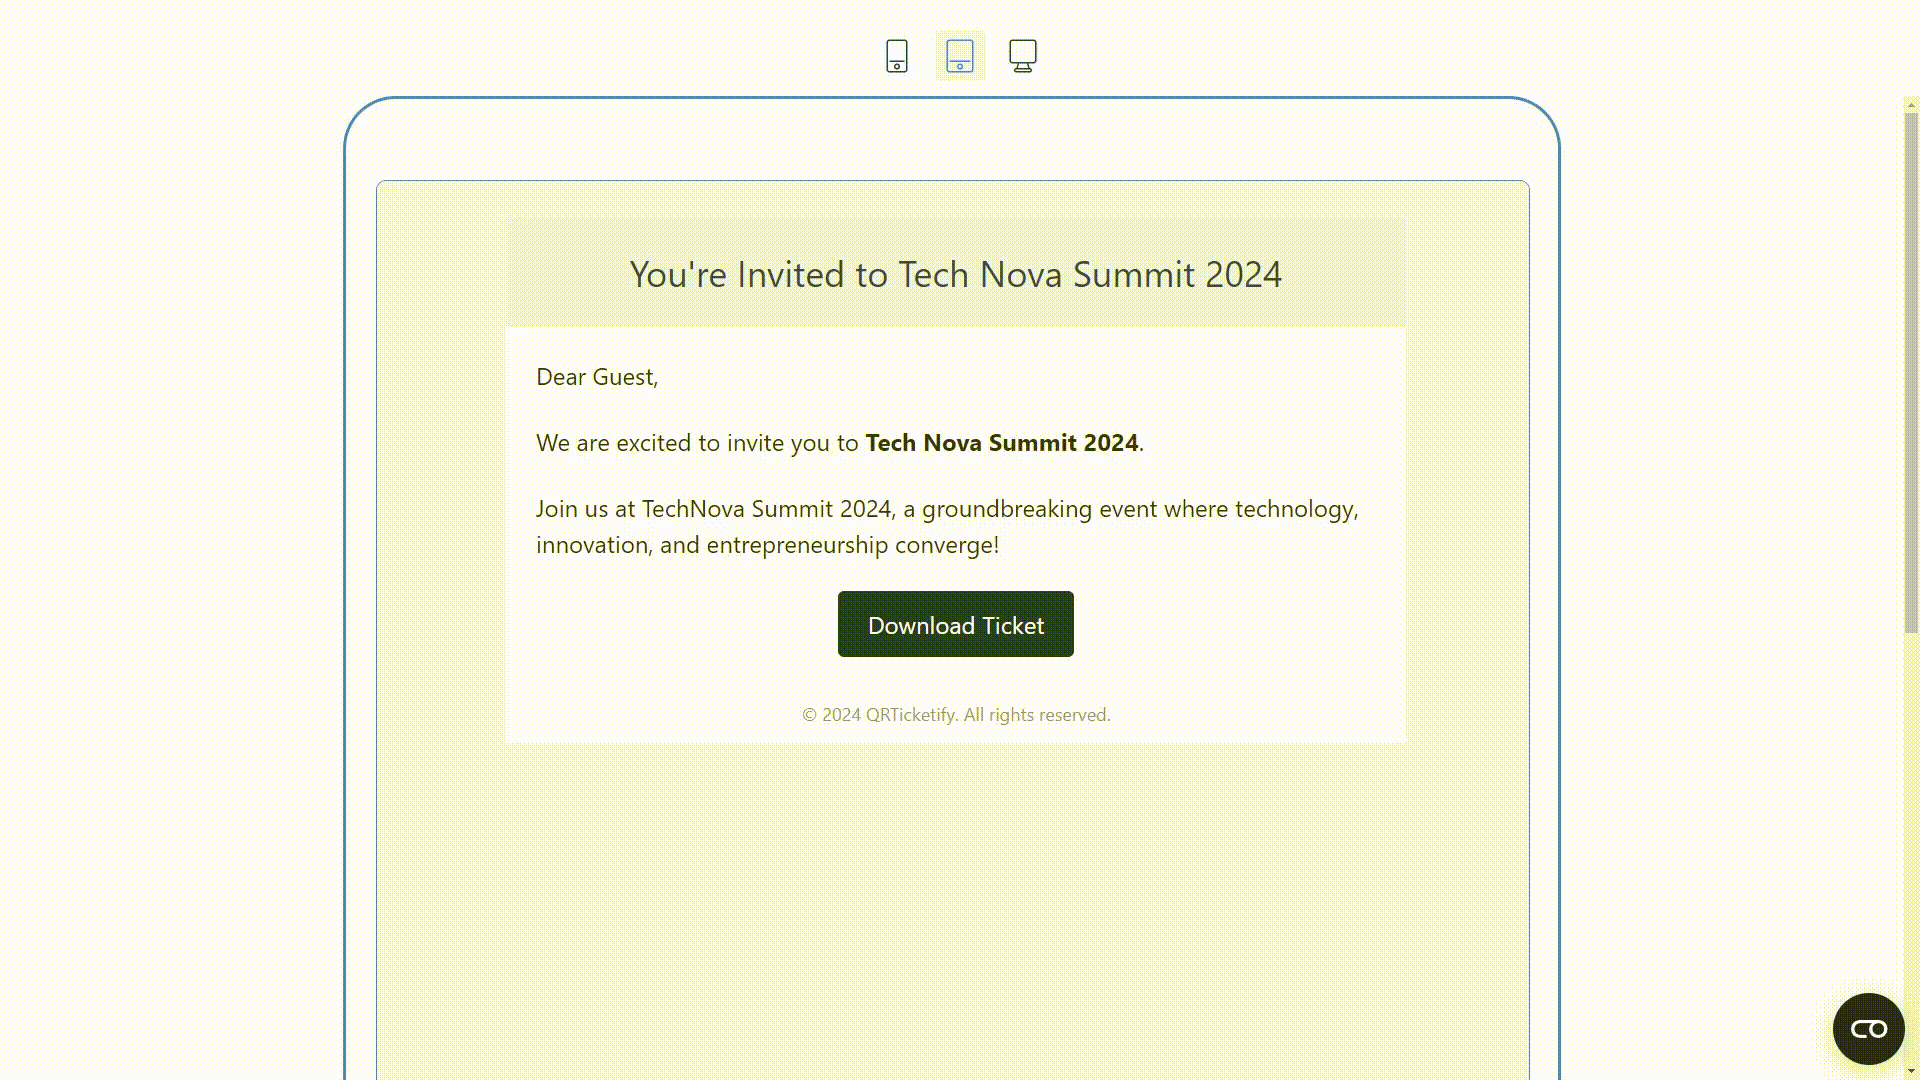 You're Invited to Tech Nova Summit 2024
Dear Guest,
We are excited to invite you to Tech Nova Summit 2024.
Join us at TechNova Summit 2024, a groundbreaking event where technology,
innovation, and entrepreneurship converge!
Download Ticket
© 2024 QRTicketify. All rights reserved.